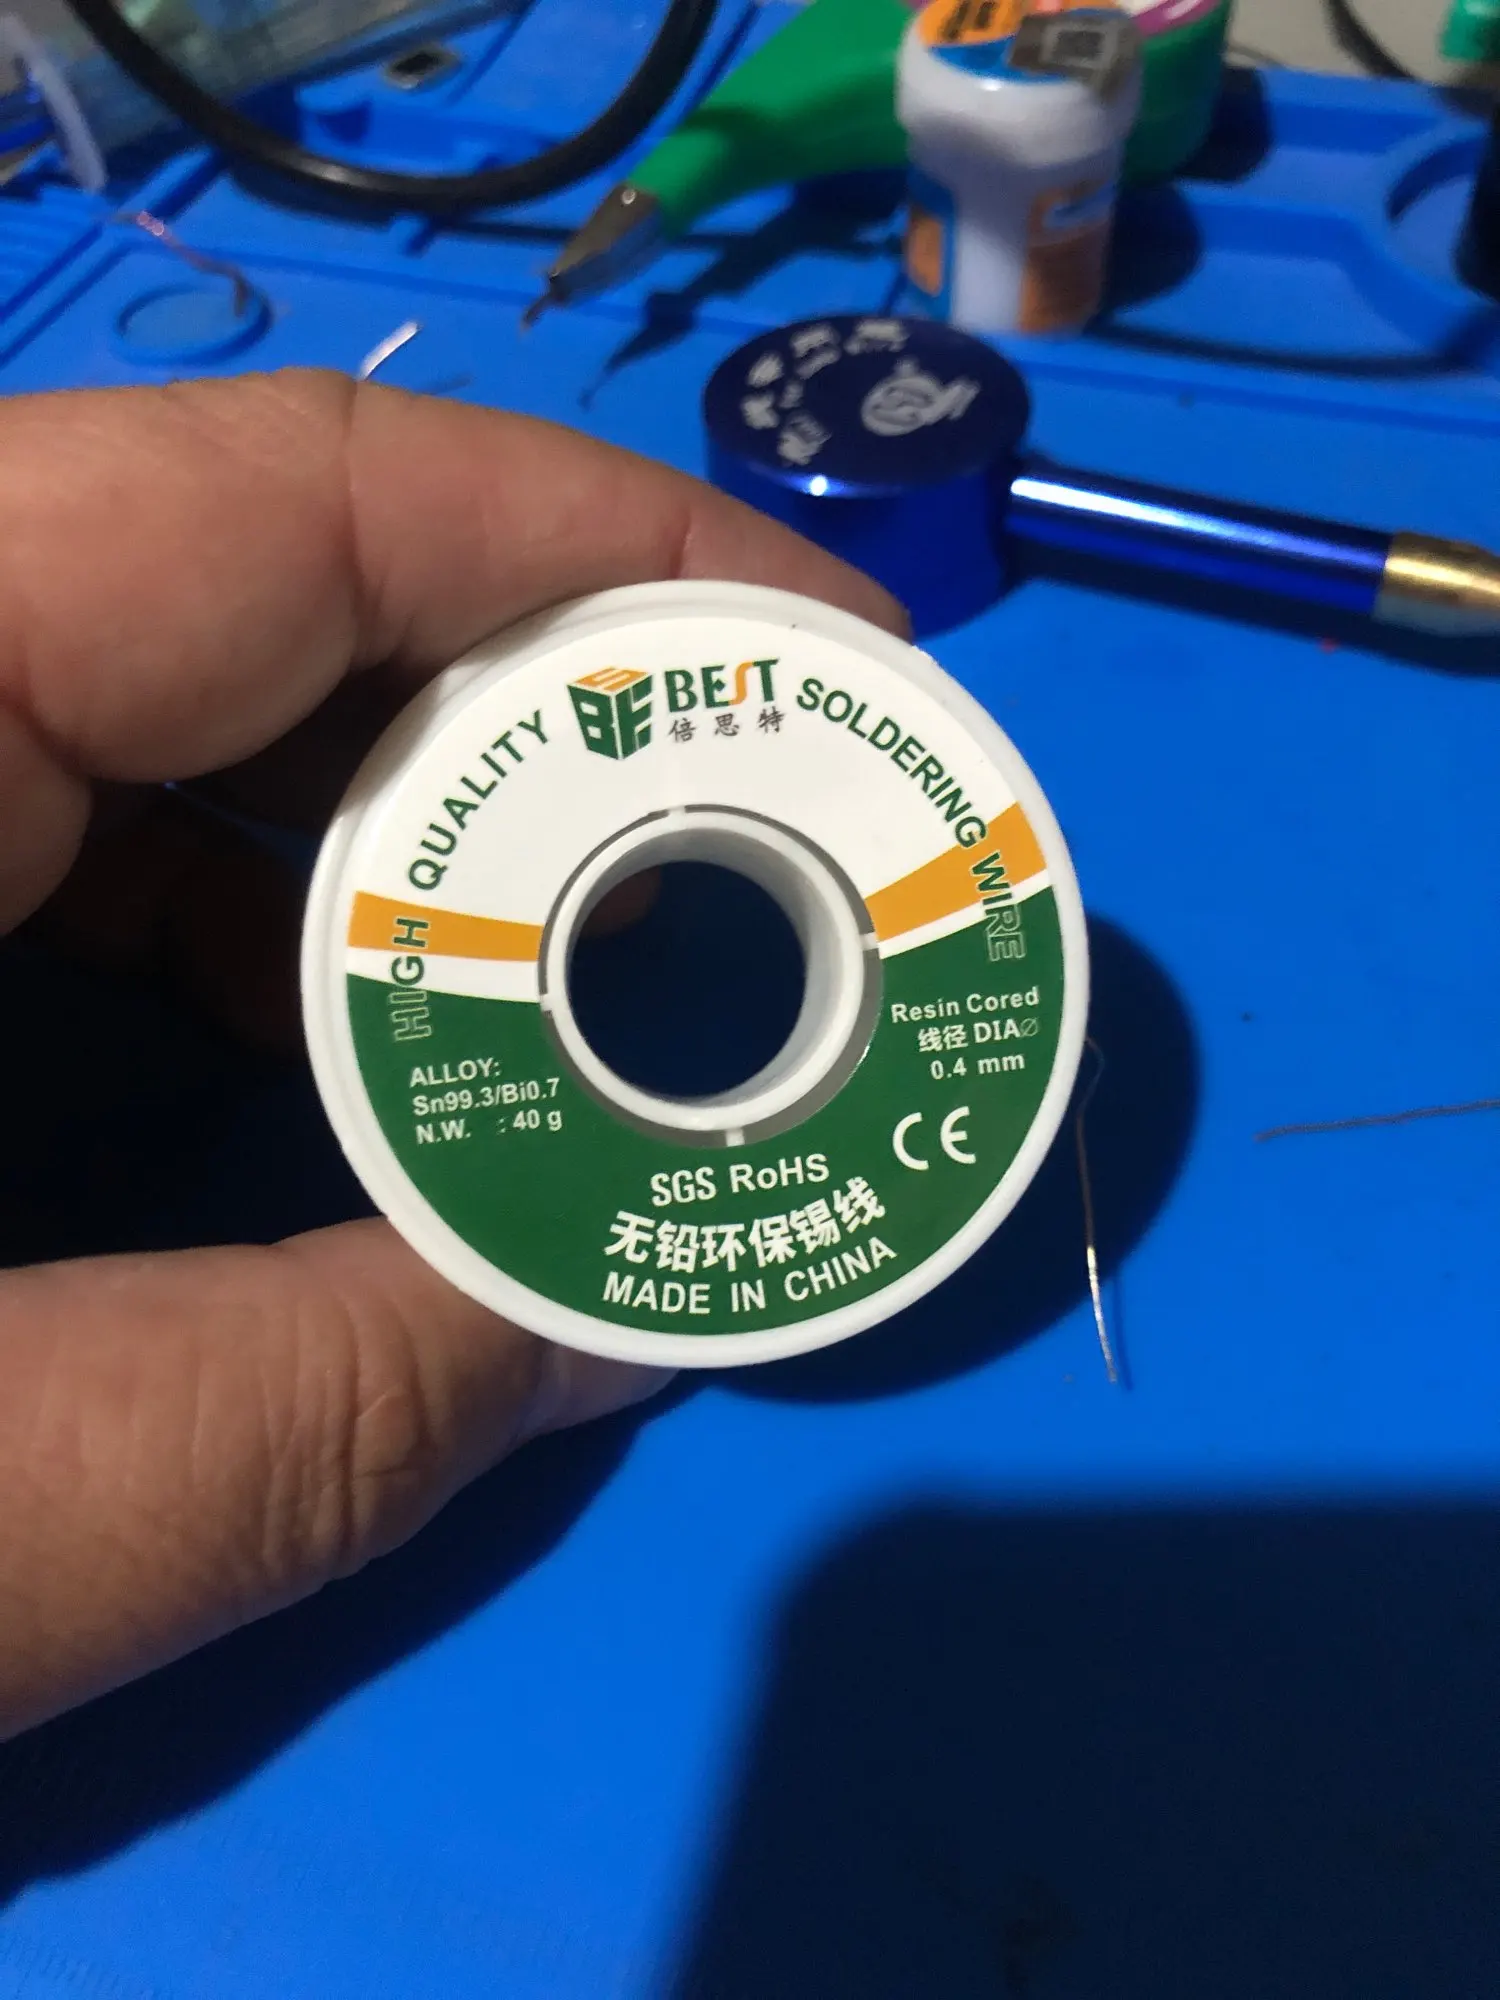 HIGH QUALITY
BEST
倍思特
SOLDERING WIRE
ALLOY:
Sn99.3/Bi0.7
N.W. : 40 g
Resin Cored
线径 DIA∅
0.4 mm
CE
SGS RoHS
无铅环保锡线
MADE IN CHINA